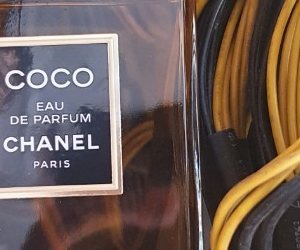 COCO
EAU
DE PARFUM
CHANEL
PARIS